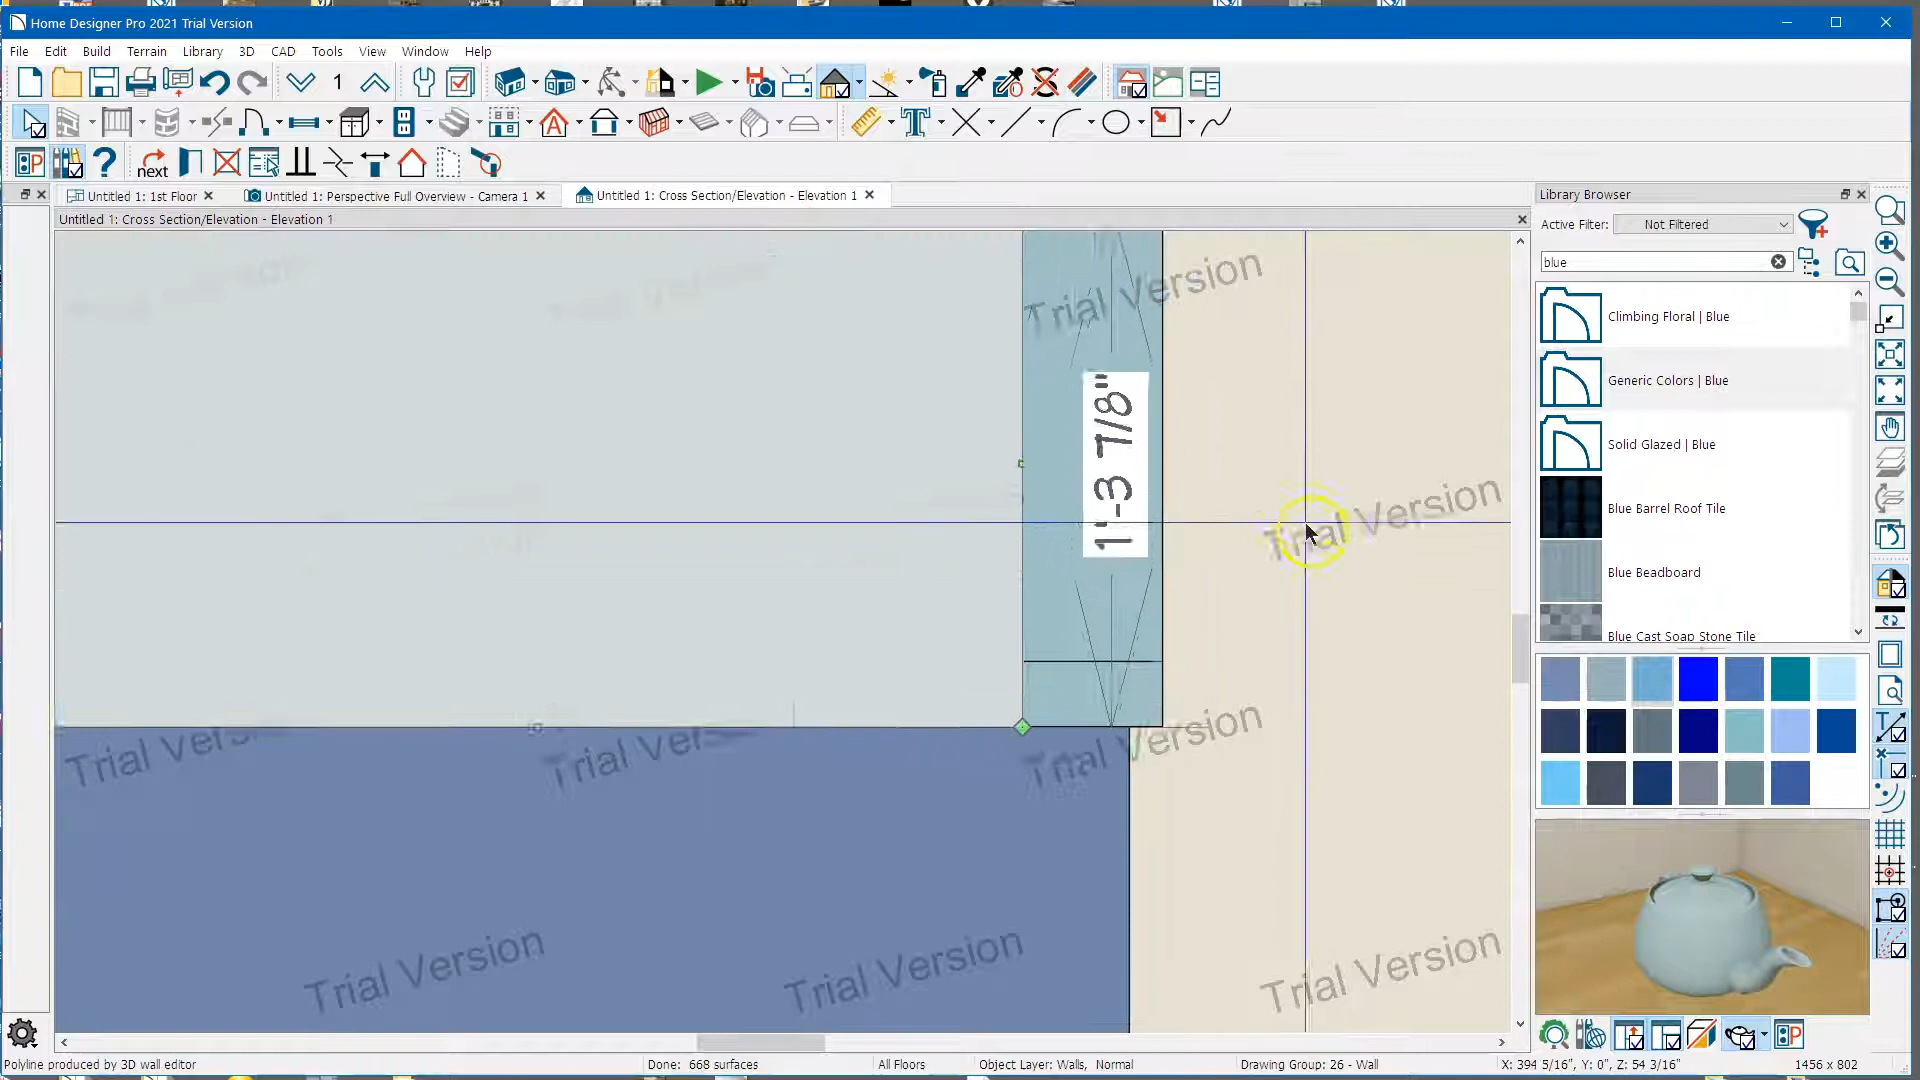 Home Designer Pro 2021 Trial Version
File Edit Build Terrain Library 3D CAD Tools View Window Help
1
next
Untitled 1: 1st Floor
Untitled 1: Perspective Full Overview - Camera 1
Untitled 1: Cross Section/Elevation - Elevation 1
Untitled 1: Cross Section/Elevation - Elevation 1
Library Browser
Active Filter: Not Filtered
blue
Climbing Floral | Blue
Generic Colors | Blue
Solid Glazed | Blue
Blue Barrel Roof Tile
Blue Beadboard
Blue Cast Soap Stone Tile
Trial Version
1'-3 7/8"
Trial Version
Trial Version
Trial Version
Trial Version
Trial Version
Trial Version
Trial Version
Polyline produced by 3D wall editor
Done: 668 surfaces
All Floors
Object Layer: Walls, Normal
Drawing Group: 26 - Wall
X: 394 5/16", Y: 0", Z: 54 3/16"
1456 x 802